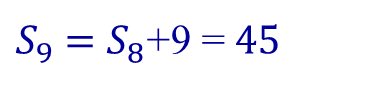 S₉ = S₈+9 = 45